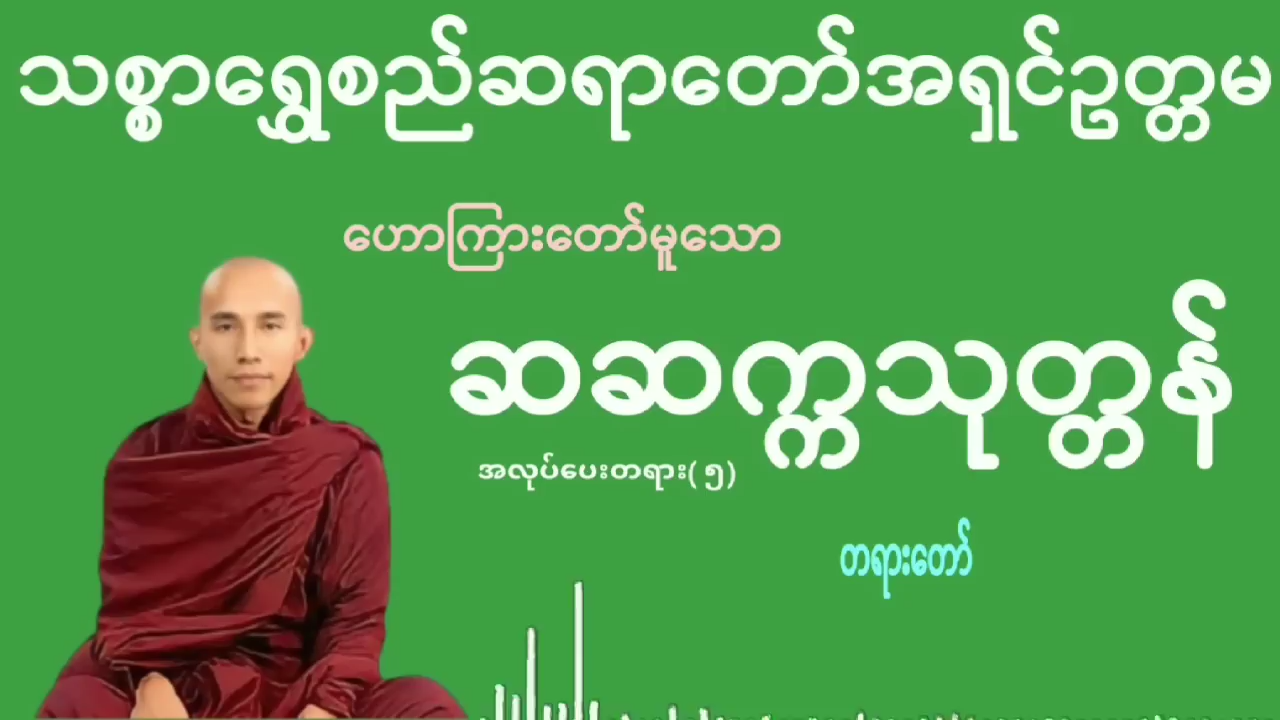 သစ္စာရွှေစည်ဆရာတော်အရှင်ဥတ္တမ
ဟောကြားတော်မူသော
ဆဆက္ကသုတ္တန်
အလုပ်ပေးတရား(၅)
တရားတော်